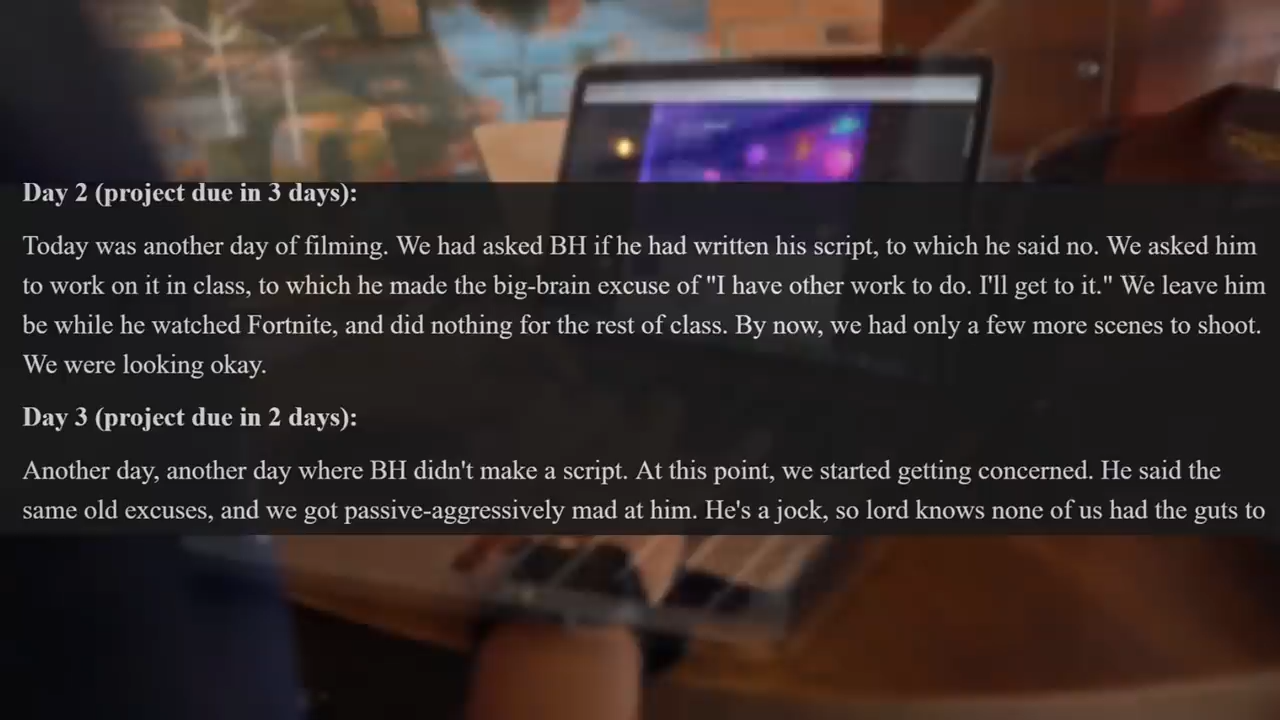 Day 2 (project due in 3 days):
Today was another day of filming. We had asked BH if he had written his script, to which he said no. We asked him
to work on it in class, to which he made the big-brain excuse of "I have other work to do. I'll get to it." We leave him
be while he watched Fortnite, and did nothing for the rest of class. By now, we had only a few more scenes to shoot.
We were looking okay.
Day 3 (project due in 2 days):
Another day, another day where BH didn't make a script. At this point, we started getting concerned. He said the
same old excuses, and we got passive-aggressively mad at him. He's a jock, so lord knows none of us had the guts to